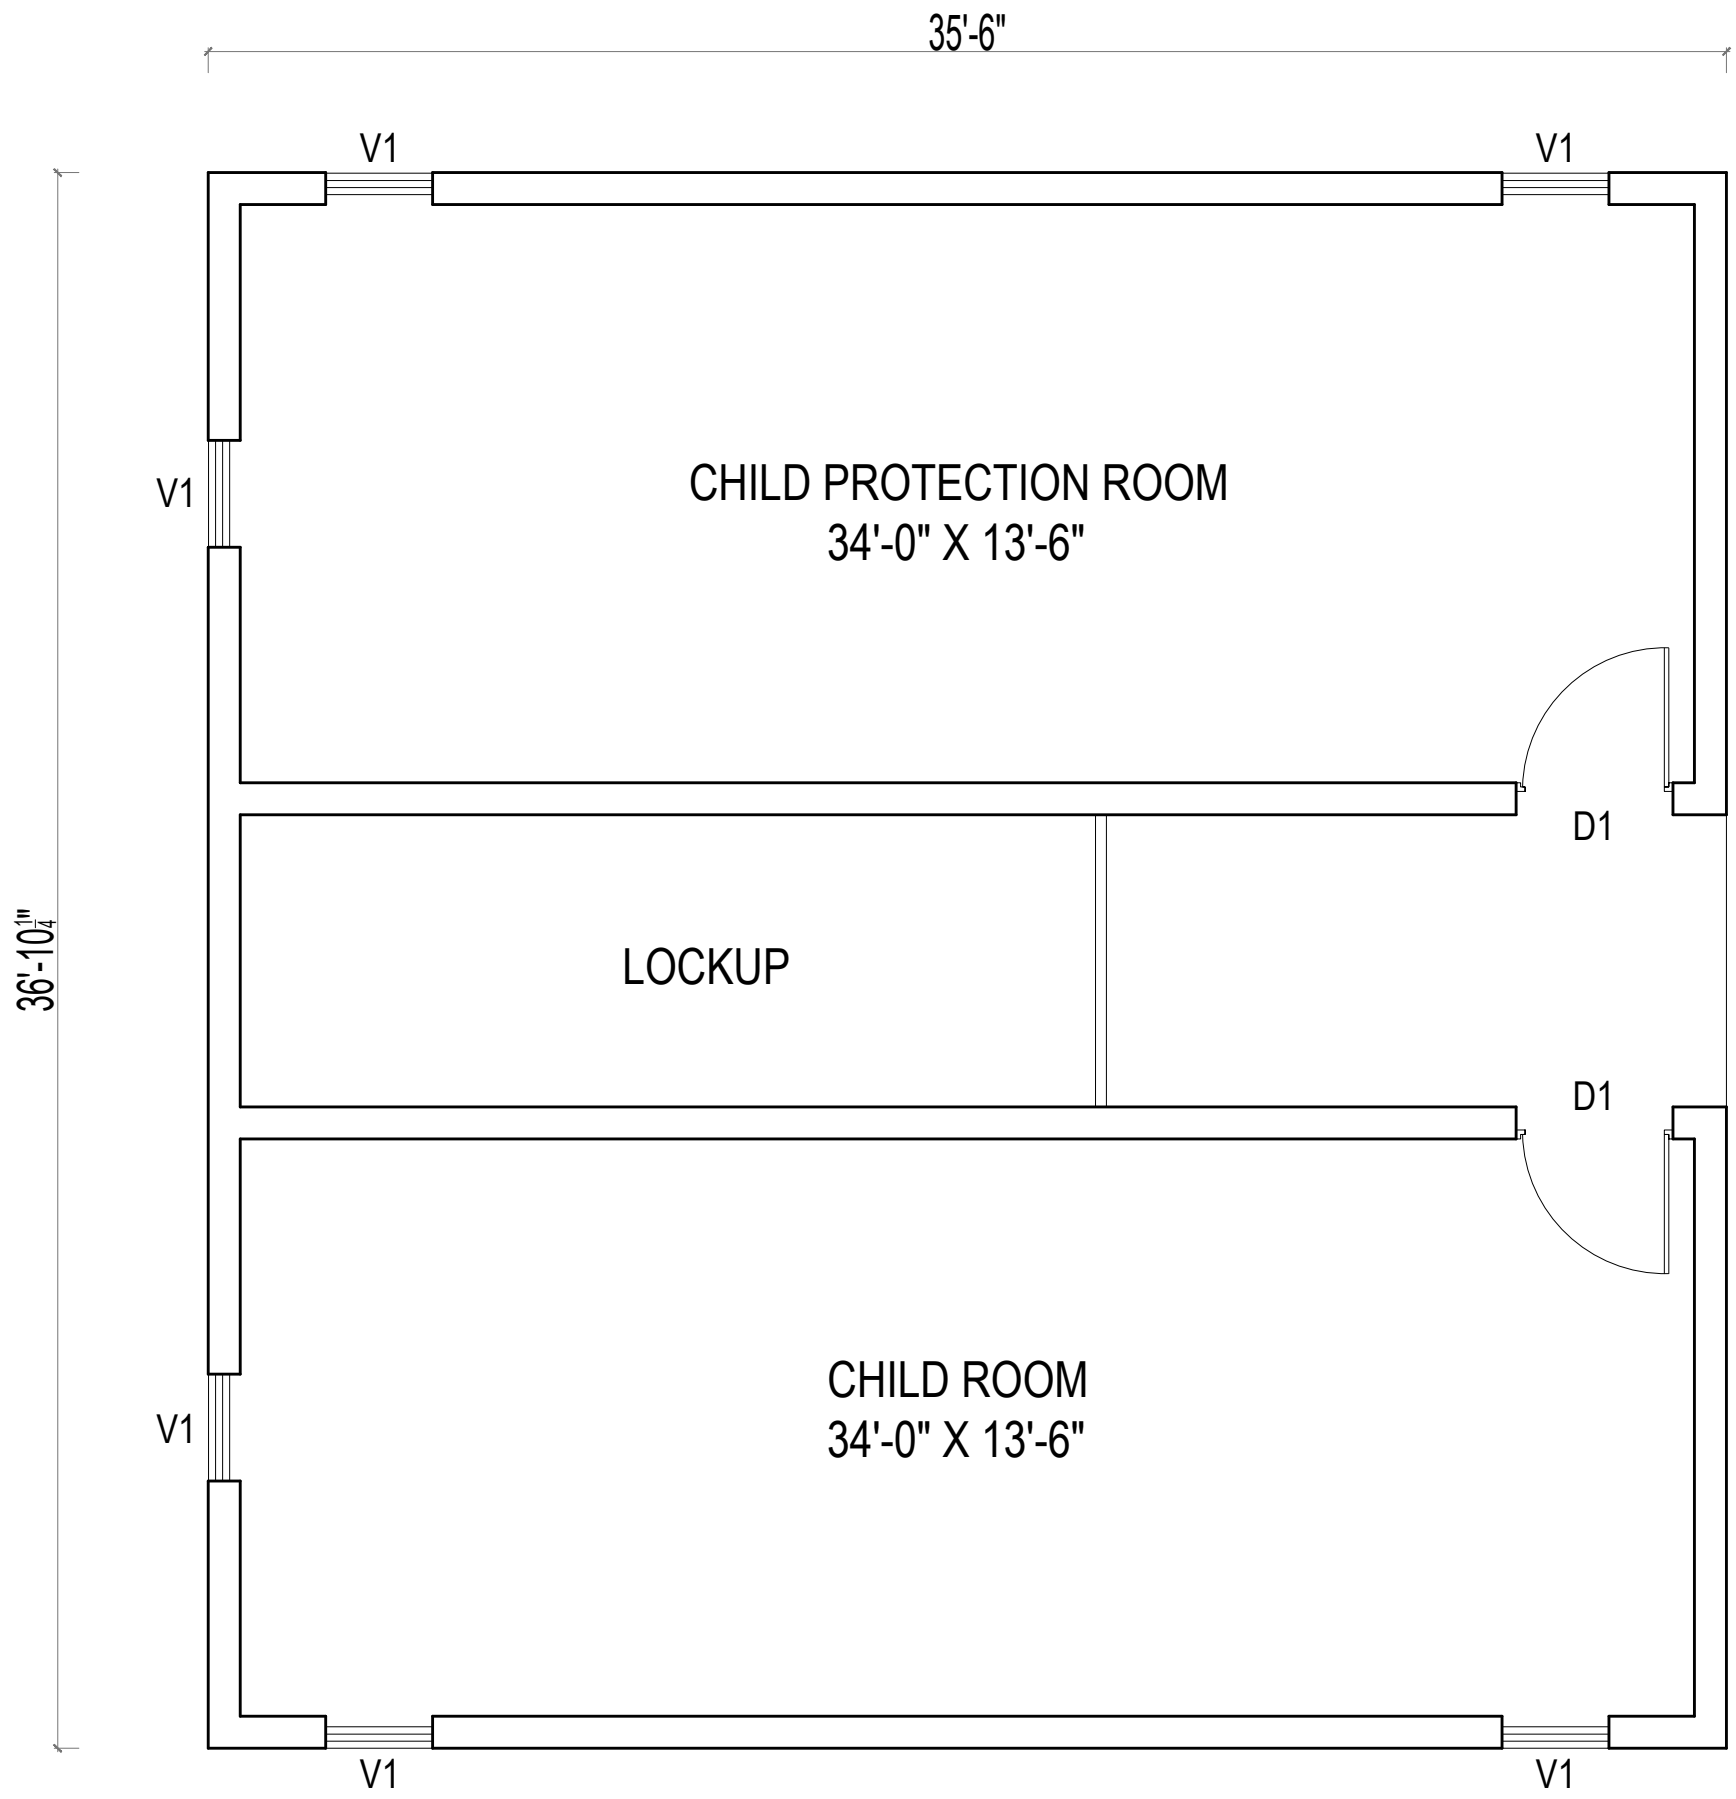 35'-6"
V1
V1
V1
CHILD PROTECTION ROOM
34'-0" X 13'-6"
D1
36'-10¼"
LOCKUP
D1
CHILD ROOM
34'-0" X 13'-6"
V1
V1
V1